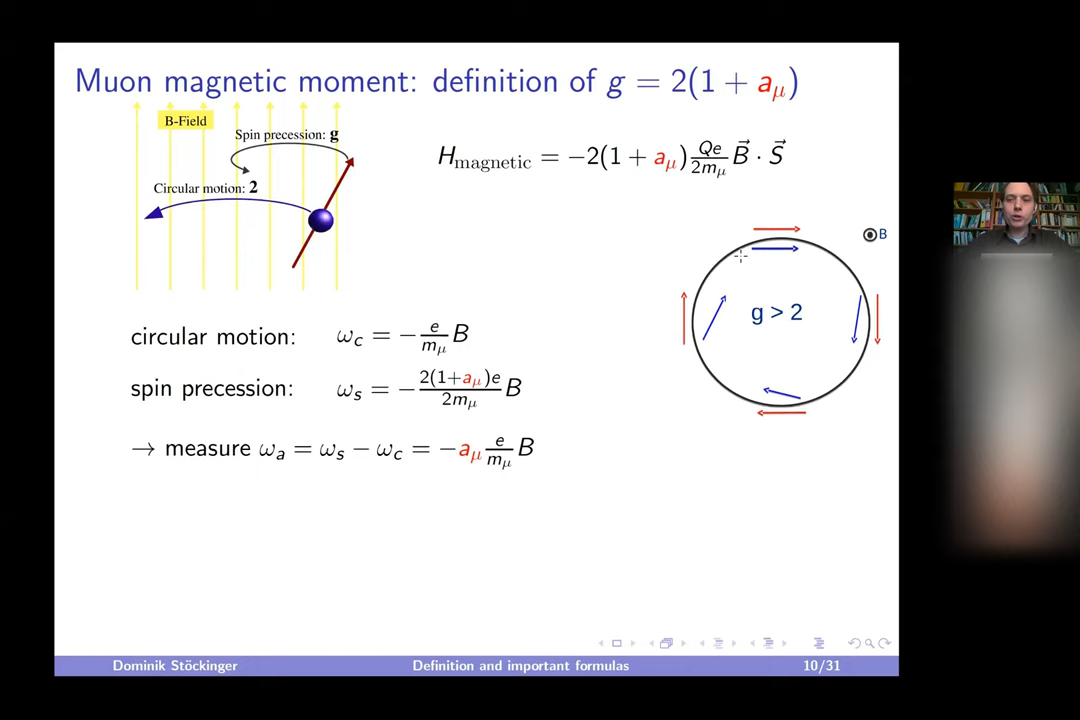 Muon magnetic moment: definition of g = 2(1 + aμ)
B-Field
Spin precession: g
Circular motion: 2
H_magnetic = −2(1 + aμ) Qe/2mμ B⃗ · S⃗
B
g > 2
circular motion: ωc = − e/mμ B
spin precession: ωs = − 2(1+aμ)e/2mμ B
→ measure ωa = ωs − ωc = −aμ e/mμ B
Dominik Stöckinger
Definition and important formulas
10/31